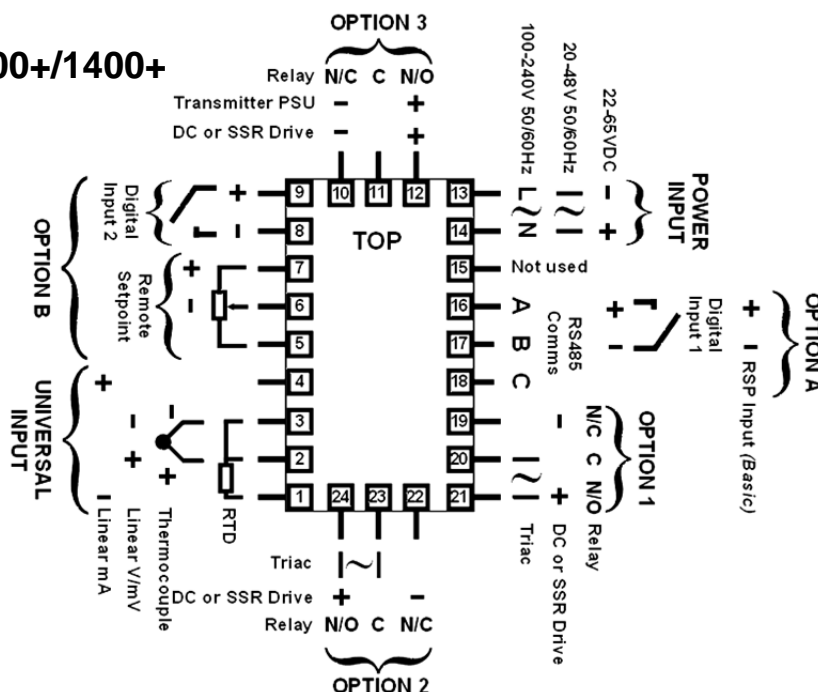 OPTION 3
00+/1400+
Relay N/C C N/O
Transmitter PSU − +
DC or SSR Drive − +
100-240V 50/60Hz
20-48V 50/60Hz
22-65VDC
POWER INPUT
9 10 11 12 13 L −
8 14 N +
TOP
Digital Input 2 + −
OPTION B
Remote Setpoint + −
7
6
5
4
3
2
1
15 Not used
16 A + +
17 B − −
18 C
RS485 Comms
Digital Input 1
RSP Input (Basic)
OPTION A
19 − N/C
20 ~ C
21 + N/O
OPTION 1
Triac
DC or SSR Drive
Relay
UNIVERSAL INPUT
+ − Linear mA
− + Linear V/mV
− + Thermocouple
RTD
24 23 22
Triac ~
DC or SSR Drive + −
Relay N/O C N/C
OPTION 2